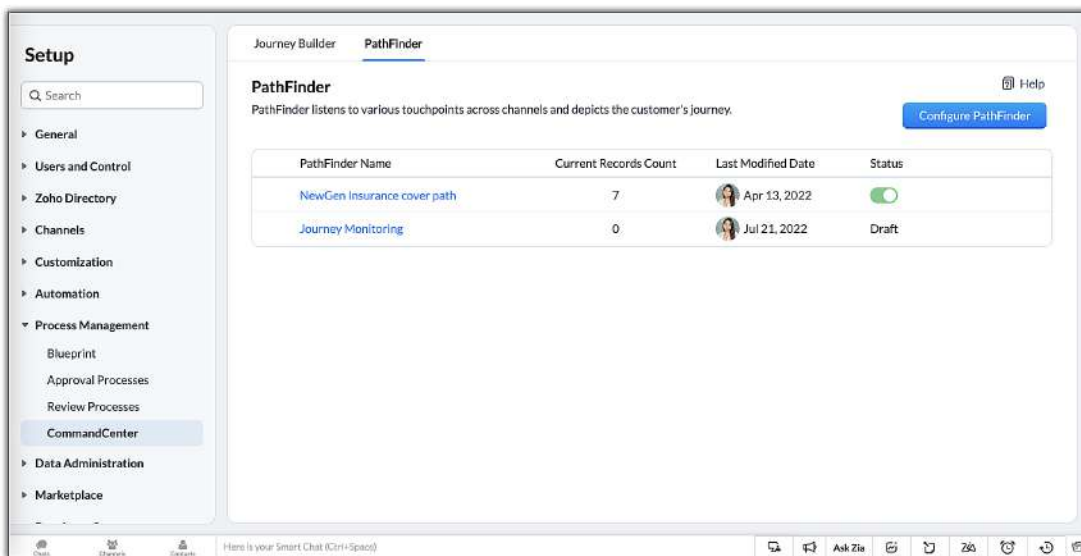 Setup
Search
General
Users and Control
Zoho Directory
Channels
Customization
Automation
Process Management
Blueprint
Approval Processes
Review Processes
CommandCenter
Data Administration
Marketplace
Journey Builder PathFinder
PathFinder
Help
PathFinder listens to various touchpoints across channels and depicts the customer's journey.
Configure PathFinder
PathFinder Name Current Records Count Last Modified Date Status
NewGen Insurance cover path 7 Apr 13, 2022
Journey Monitoring 0 Jul 21, 2022 Draft
Chats Channels Contacts Here is your Smart Chat (Ctrl+Space) Ask Zia